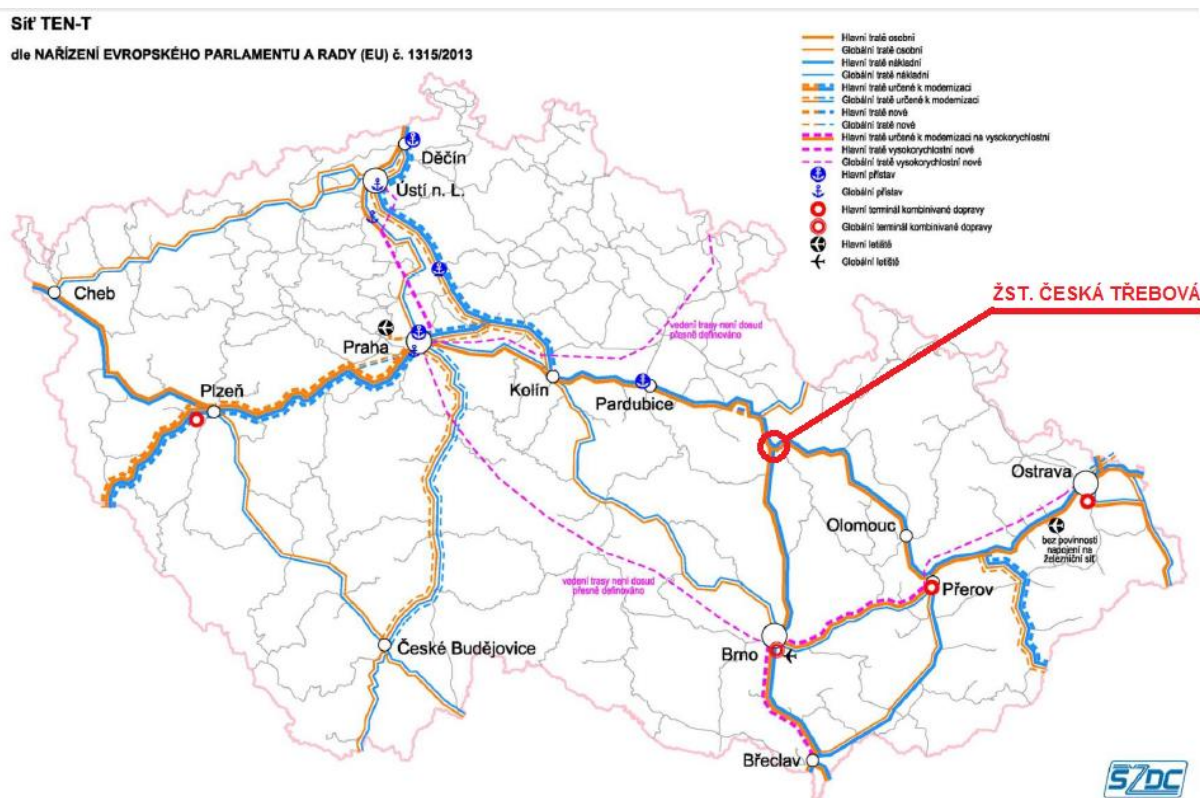 Síť TEN-T
dle NAŘÍZENÍ EVROPSKÉHO PARLAMENTU A RADY (EU) č. 1315/2013
Hlavní tratě osobní
Globální tratě osobní
Hlavní tratě nákladní
Globální tratě nákladní
Hlavní tratě určené k modernizaci
Globální tratě určené k modernizaci
Hlavní tratě nové
Globální tratě nové
Hlavní tratě určené k modernizaci na vysokorychlostní
Hlavní tratě vysokorychlostní nové
Globální tratě vysokorychlostní nové
Hlavní přístav
Globální přístav
Hlavní terminál kombinované dopravy
Globální terminál kombinované dopravy
Hlavní letiště
Globální letiště
Děčín
Ústí n. L.
Cheb
ŽST. ČESKÁ TŘEBOVÁ
vedení trasy není dosud
přesně definováno
Praha
Plzeň
Kolín
Pardubice
Ostrava
Olomouc
bez povinnosti
napojení na
železniční síť
Přerov
vedení trasy není dosud
přesně definováno
České Budějovice
Brno
Břeclav
SŽDC